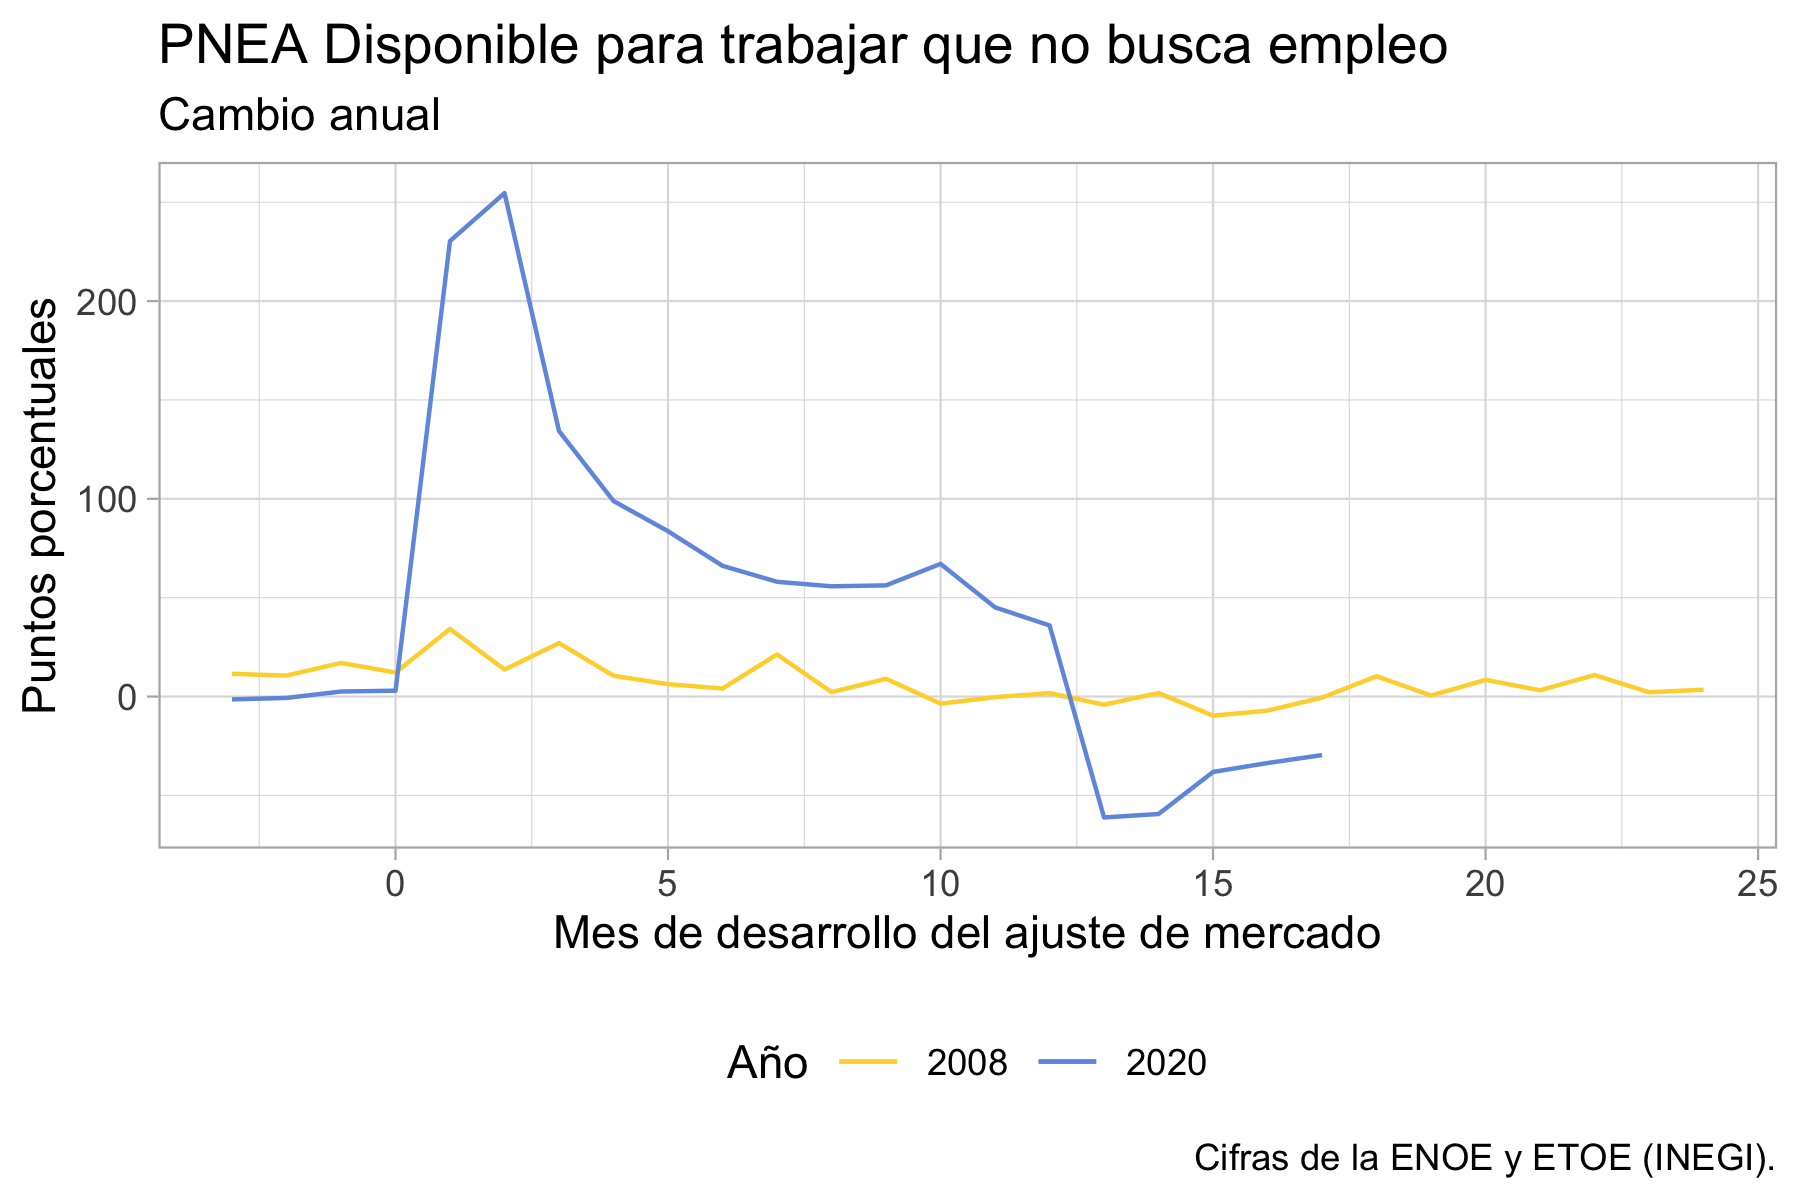 PNEA Disponible para trabajar que no busca empleo
Cambio anual
Puntos porcentuales
200
100
0
0 5 10 15 20 25
Mes de desarrollo del ajuste de mercado
Año 2008 2020
Cifras de la ENOE y ETOE (INEGI).